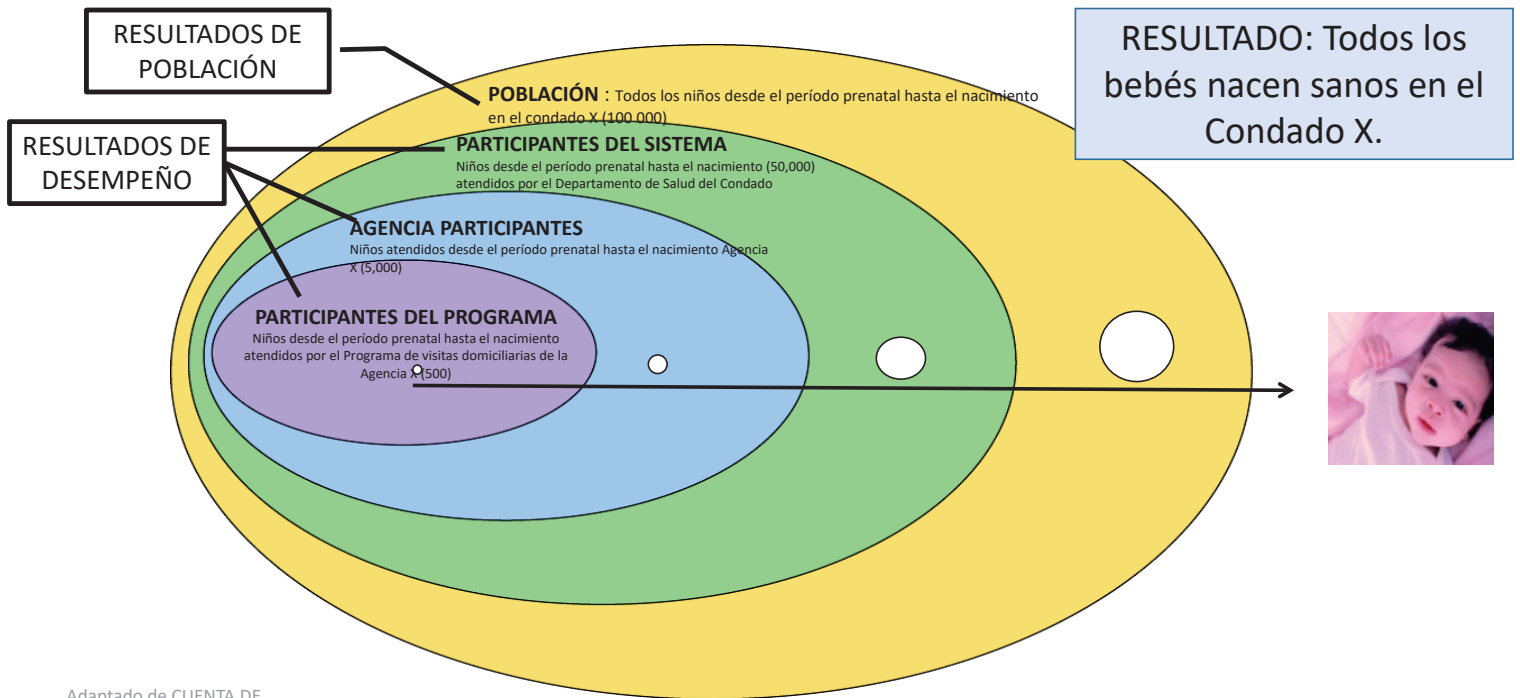 RESULTADOS DE
POBLACIÓN
RESULTADO: Todos los
bebés nacen sanos en el
Condado X.
POBLACIÓN : Todos los niños desde el período prenatal hasta el nacimiento
en el condado X (100 000)
RESULTADOS DE
DESEMPEÑO
PARTICIPANTES DEL SISTEMA
Niños desde el período prenatal hasta el nacimiento (50,000)
atendidos por el Departamento de Salud del Condado
AGENCIA PARTICIPANTES
Niños atendidos desde el período prenatal hasta el nacimiento Agencia
X (5,000)
PARTICIPANTES DEL PROGRAMA
Niños desde el período prenatal hasta el nacimiento
atendidos por el Programa de visitas domiciliarias de la
Agencia X (500)
Adaptado de CUENTA DE